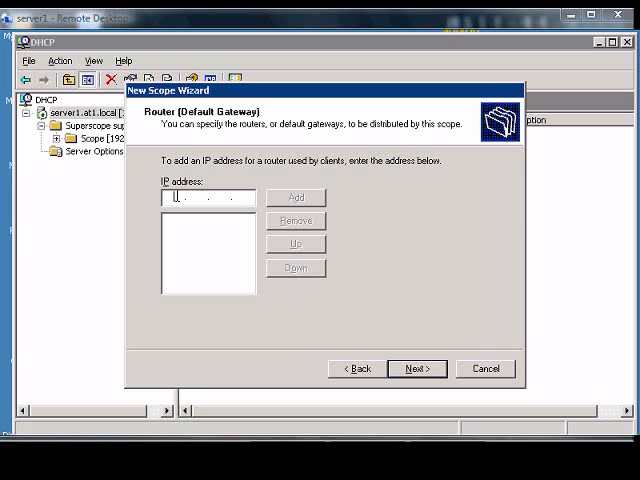 server1 - Remote Desktop
DHCP
File Action View Help
New Scope Wizard
DHCP
Router (Default Gateway)
server1.at1.local [1
You can specify the routers, or default gateways, to be distributed by this scope.
ption
Superscope su
Scope [192
To add an IP address for a router used by clients, enter the address below.
Server Options
IP address:
. . .
Add
Remove
Up
Down
< Back Next > Cancel